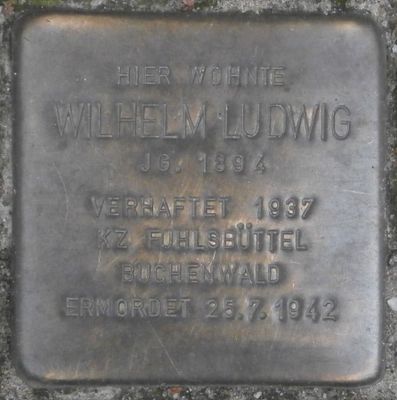 HIER WOHNTE
WILHELM LUDWIG
JG. 1894
VERHAFTET 1937
KZ FUHLSBÜTTEL
BUCHENWALD
ERMORDET 25.7.1942